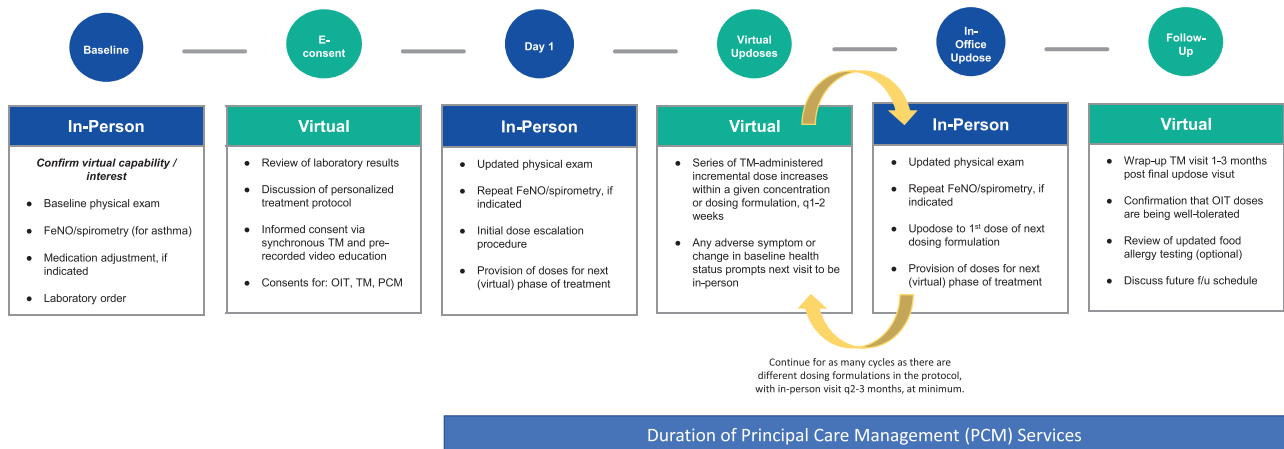 Baseline
E-
consent
Day 1
Virtual
Updoses
In-
Office
Updose
Follow-
Up
In-Person
Confirm virtual capability /
interest
● Baseline physical exam
● FeNO/spirometry (for asthma)
● Medication adjustment, if
indicated
● Laboratory order
Virtual
● Review of laboratory results
● Discussion of personalized
treatment protocol
● Informed consent via
synchronous TM and pre-
recorded video education
● Consents for: OIT, TM, PCM
In-Person
● Updated physical exam
● Repeat FeNO/spirometry, if
indicated
● Initial dose escalation
procedure
● Provision of doses for next
(virtual) phase of treatment
Virtual
● Series of TM-administered
incremental dose increases
within a given concentration
or dosing formulation, q1-2
weeks
● Any adverse symptom or
change in baseline health
status prompts next visit to be
in-person
In-Person
● Updated physical exam
● Repeat FeNO/spirometry, if
indicated
● Upodose to 1st dose of next
dosing formulation
● Provision of doses for next
(virtual) phase of treatment
Virtual
● Wrap-up TM visit 1-3 months
post final updose visut
● Confirmation that OIT doses
are being well-tolerated
● Review of updated food
allergy testing (optional)
● Discuss future f/u schedule
Continue for as many cycles as there are
different dosing formulations in the protocol,
with in-person visit q2-3 months, at minimum.
Duration of Principal Care Management (PCM) Services